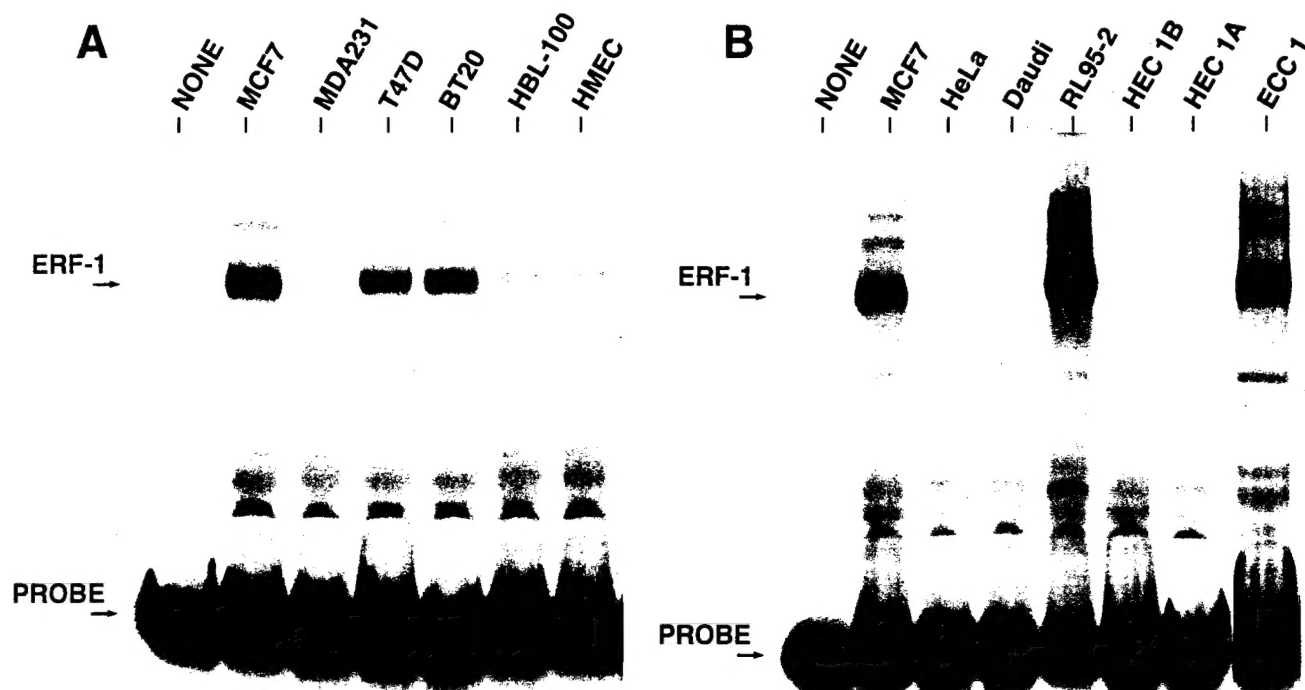 A
– NONE
– MCF7
– MDA231
– T47D
– BT20
– HBL-100
– HMEC
ERF-1
PROBE
B
– NONE
– MCF7
– HeLa
– Daudi
– RL95-2
– HEC 1B
– HEC 1A
– ECC 1
ERF-1
PROBE